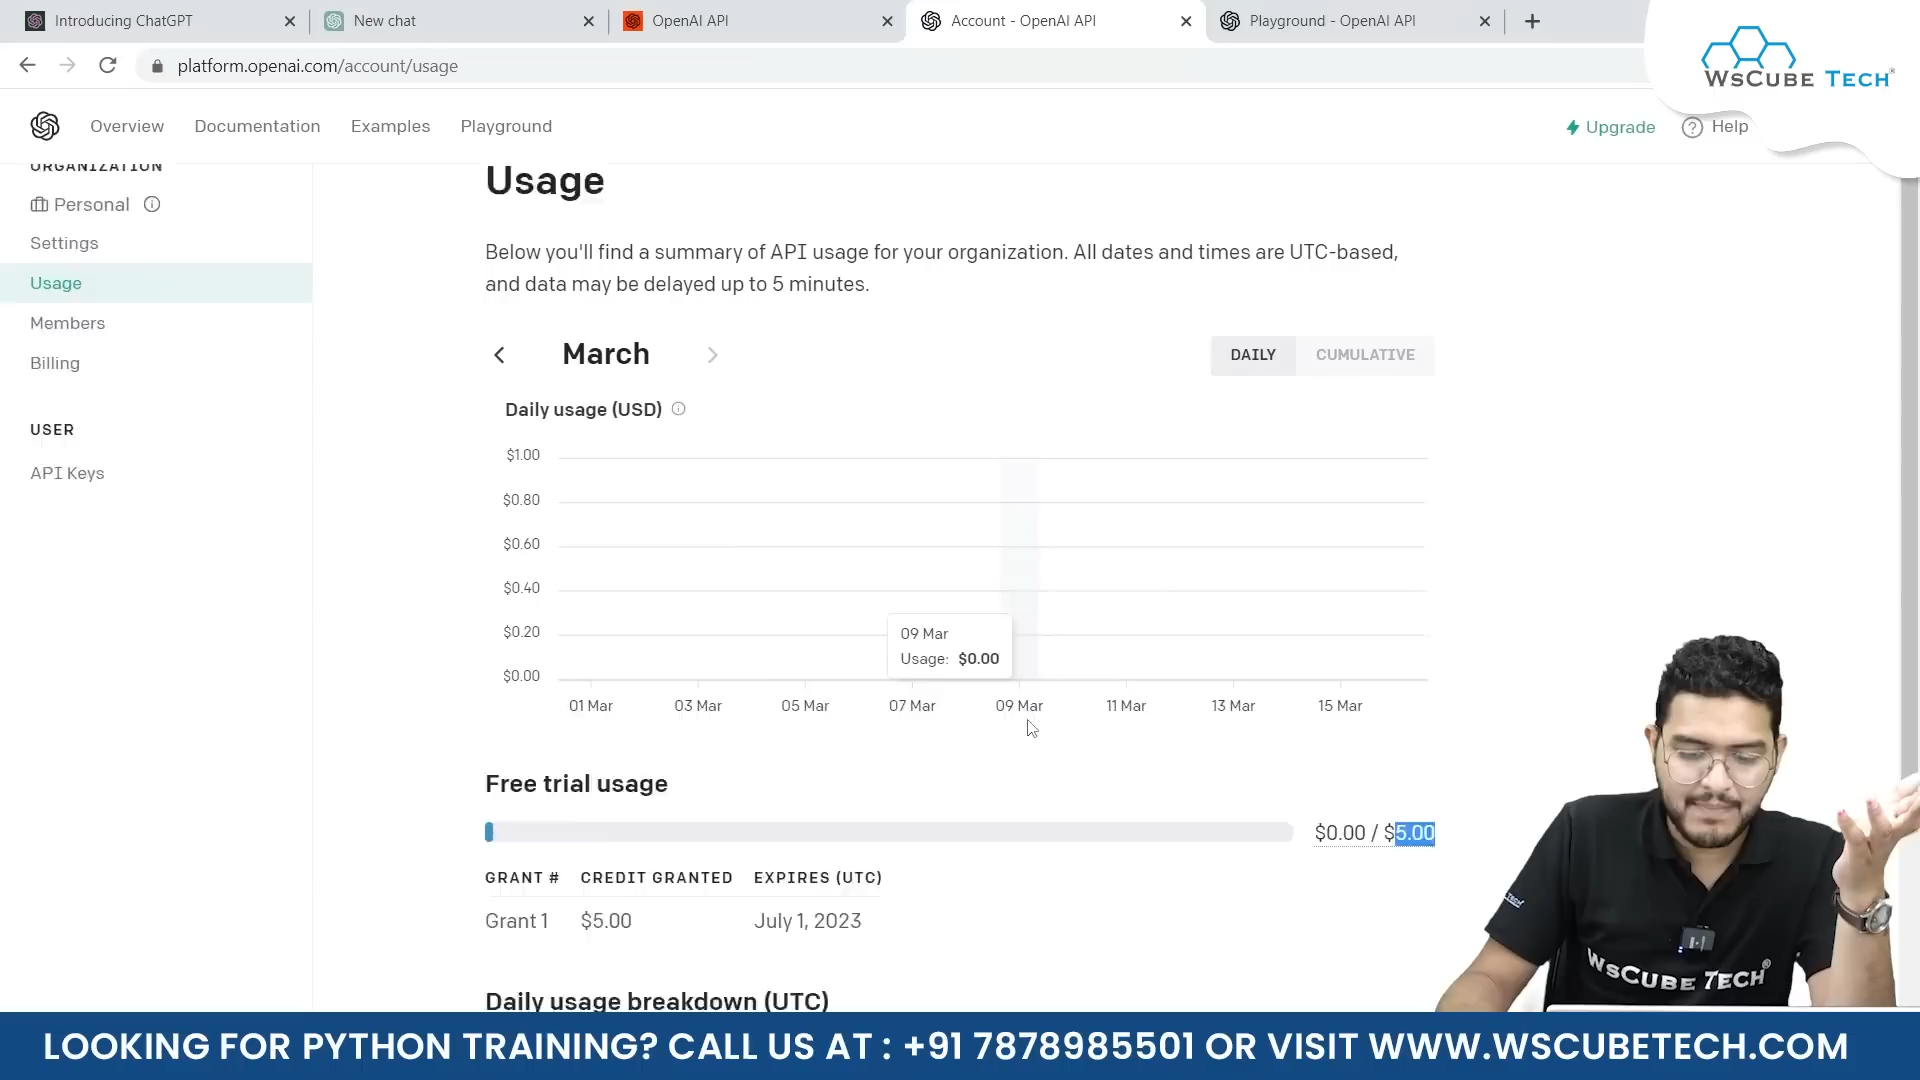 Introducing ChatGPT
New chat
OpenAI API
Account - OpenAI API
Playground - OpenAI API
platform.openai.com/account/usage
WsCube Tech®
Overview
Documentation
Examples
Playground
Upgrade
Help
ORGANIZATION
Personal
Settings
Usage
Members
Billing
USER
API Keys
Usage
Below you'll find a summary of API usage for your organization. All dates and times are UTC-based,
and data may be delayed up to 5 minutes.
March
DAILY
CUMULATIVE
Daily usage (USD)
$1.00
$0.80
$0.60
$0.40
$0.20
$0.00
09 Mar
Usage: $0.00
01 Mar
03 Mar
05 Mar
07 Mar
09 Mar
11 Mar
13 Mar
15 Mar
Free trial usage
$0.00 / $5.00
GRANT # CREDIT GRANTED EXPIRES (UTC)
Grant 1 $5.00 July 1, 2023
Daily usage breakdown (UTC)
WsCube Tech®
LOOKING FOR PYTHON TRAINING? CALL US AT : +91 7878985501 OR VISIT WWW.WSCUBETECH.COM